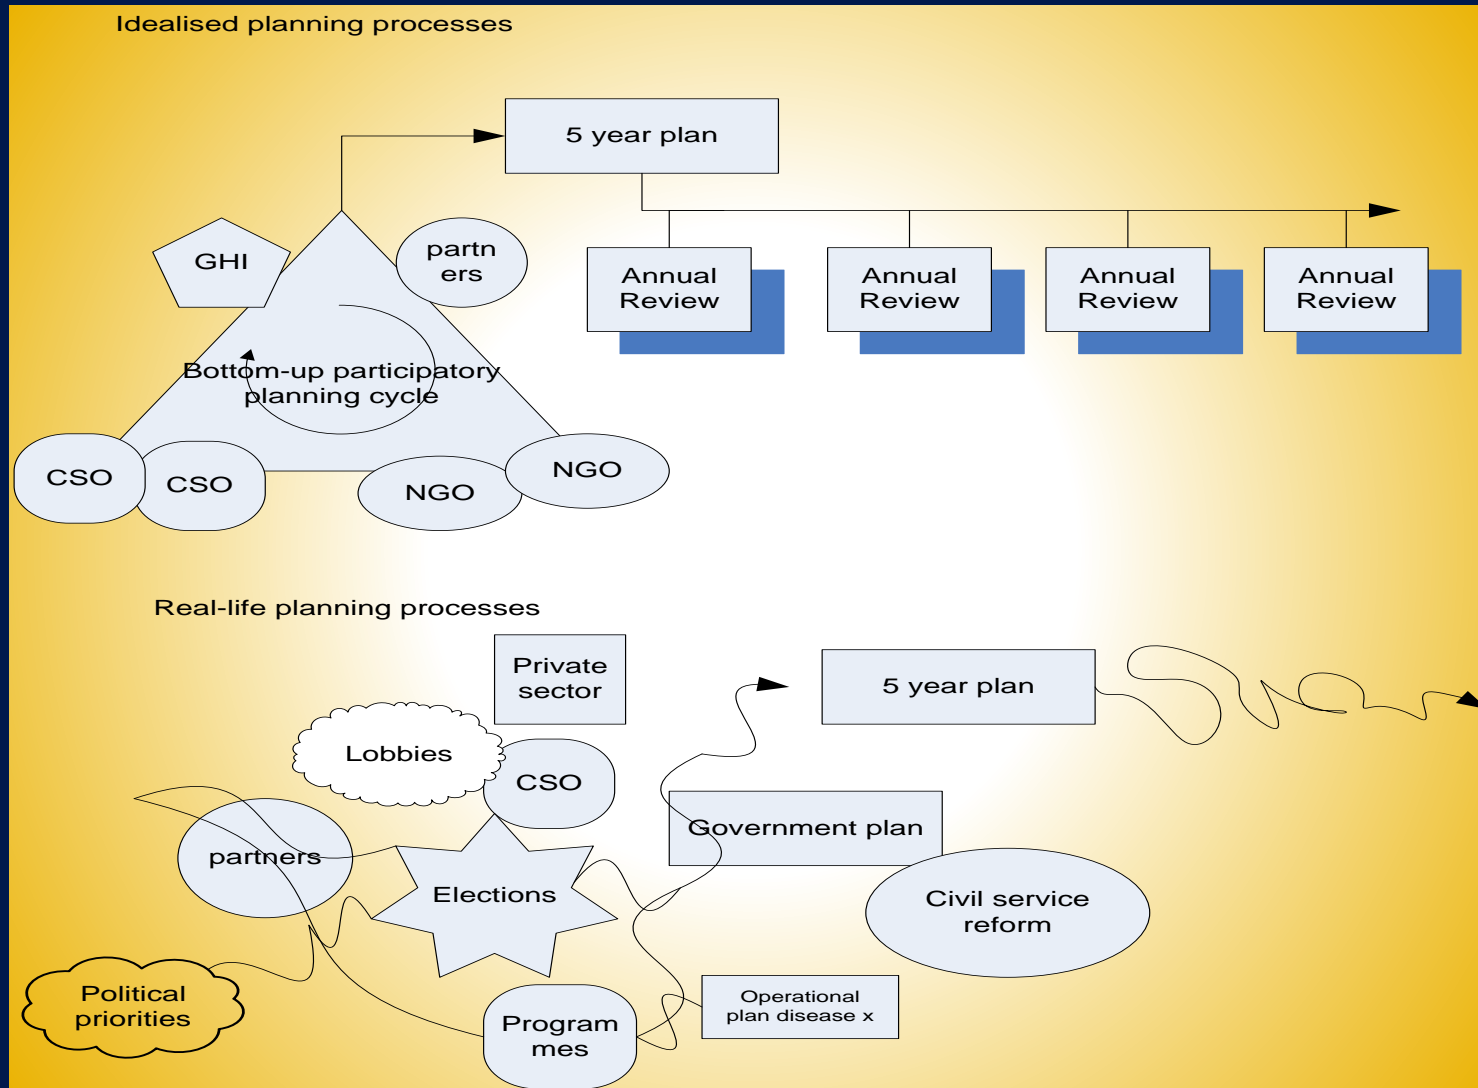 Idealised planning processes
5 year plan
GHI
partn
ers
Annual
Review
Annual
Review
Annual
Review
Annual
Review
Bottom-up participatory
planning cycle
CSO
CSO
NGO
NGO
Real-life planning processes
Private
sector
5 year plan
Lobbies
CSO
Government plan
partners
Elections
Civil service
reform
Political
priorities
Program
mes
Operational
plan disease x